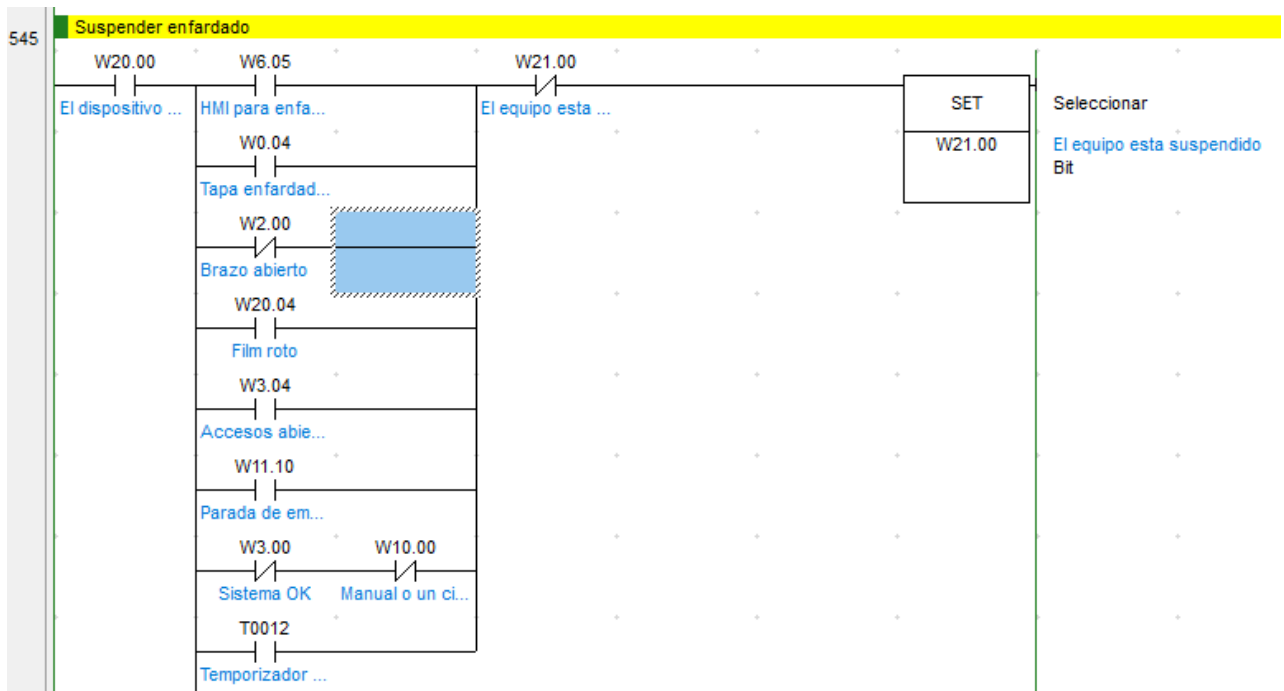 Suspender enfardado
545
W20.00 W6.05 W21.00
El dispositivo ... HMI para enfa... El equipo esta ... SET Seleccionar
W0.04 W21.00 El equipo esta suspendido
Bit
Tapa enfardad...
W2.00
Brazo abierto
W20.04
Film roto
W3.04
Accesos abie...
W11.10
Parada de em...
W3.00 W10.00
Sistema OK Manual o un ci...
T0012
Temporizador ...